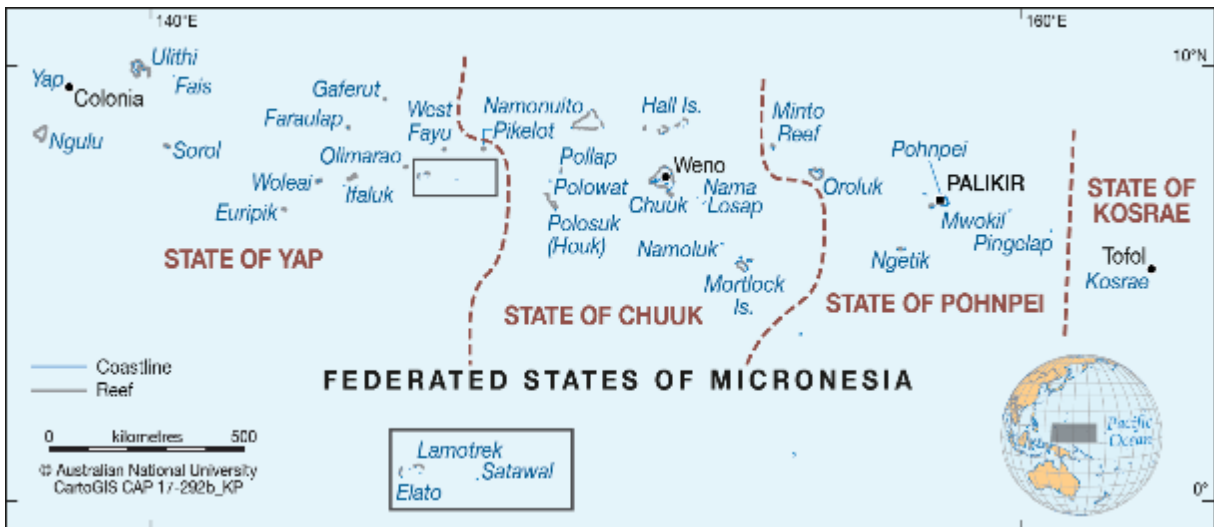 140°E
160°E
10°N
Ulithi
Yap
Colonia
Fais
Ngulu
Sorol
Gaferut
Faraulap
West
Fayu
Olimarao
Woleai
Ifaluk
Euripik
STATE OF YAP
Namonuito
Pikelot
Hall Is.
Pollap
Polowat
Polosuk
(Houk)
Weno
Chuuk
Nama
Losap
Namoluk
Mortlock
Is.
STATE OF CHUUK
Minto
Reef
Oroluk
Pohnpei
PALIKIR
Mwokil
Pingelap
Ngetik
STATE OF POHNPEI
STATE OF
KOSRAE
Tofol
Kosrae
FEDERATED STATES OF MICRONESIA
Coastline
Reef
0 kilometres 500
© Australian National University
CartoGIS CAP 17-292b_KP
Lamotrek
Satawal
Elato
Pacific
Ocean
0°